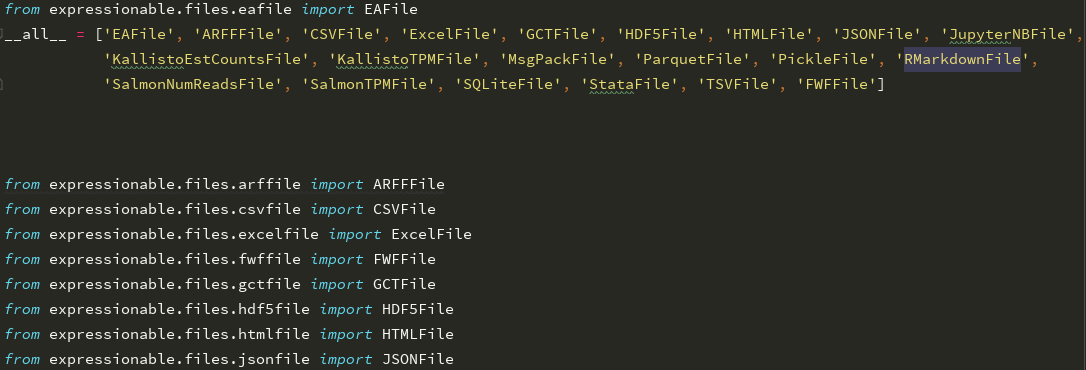 from expressionable.files.eafile import EAFile
__all__ = ['EAFile', 'ARFFFile', 'CSVFile', 'ExcelFile', 'GCTFile', 'HDF5File', 'HTMLFile', 'JSONFile', 'JupyterNBFile',
'KallistoEstCountsFile', 'KallistoTPMFile', 'MsgPackFile', 'ParquetFile', 'PickleFile', 'RMarkdownFile',
'SalmonNumReadsFile', 'SalmonTPMFile', 'SQLiteFile', 'StataFile', 'TSVFile', 'FWFFile']
from expressionable.files.arfffile import ARFFFile
from expressionable.files.csvfile import CSVFile
from expressionable.files.excelfile import ExcelFile
from expressionable.files.fwffile import FWFFile
from expressionable.files.gctfile import GCTFile
from expressionable.files.hdf5file import HDF5File
from expressionable.files.htmlfile import HTMLFile
from expressionable.files.jsonfile import JSONFile